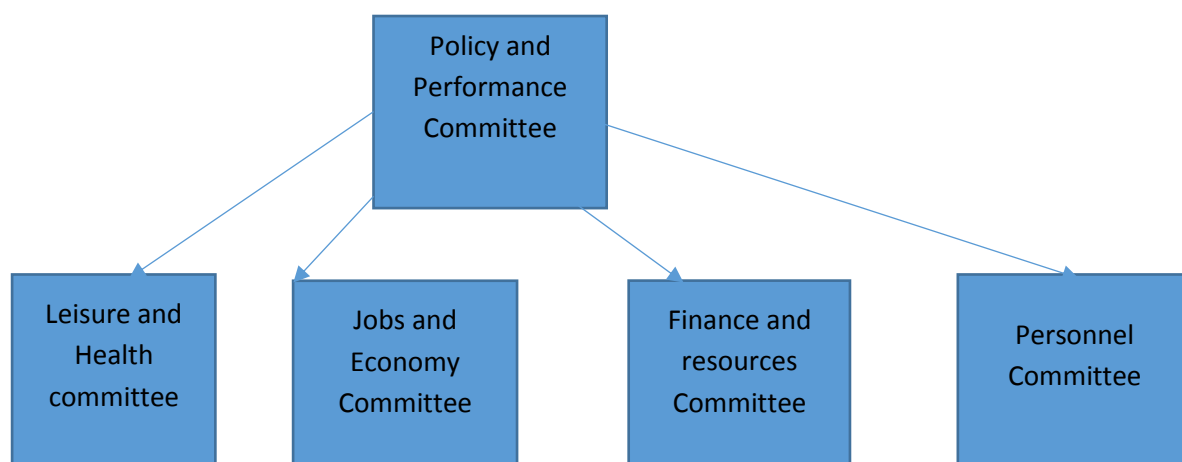 Policy and
Performance
Committee
Leisure and
Health
committee
Jobs and
Economy
Committee
Finance and
resources
Committee
Personnel
Committee